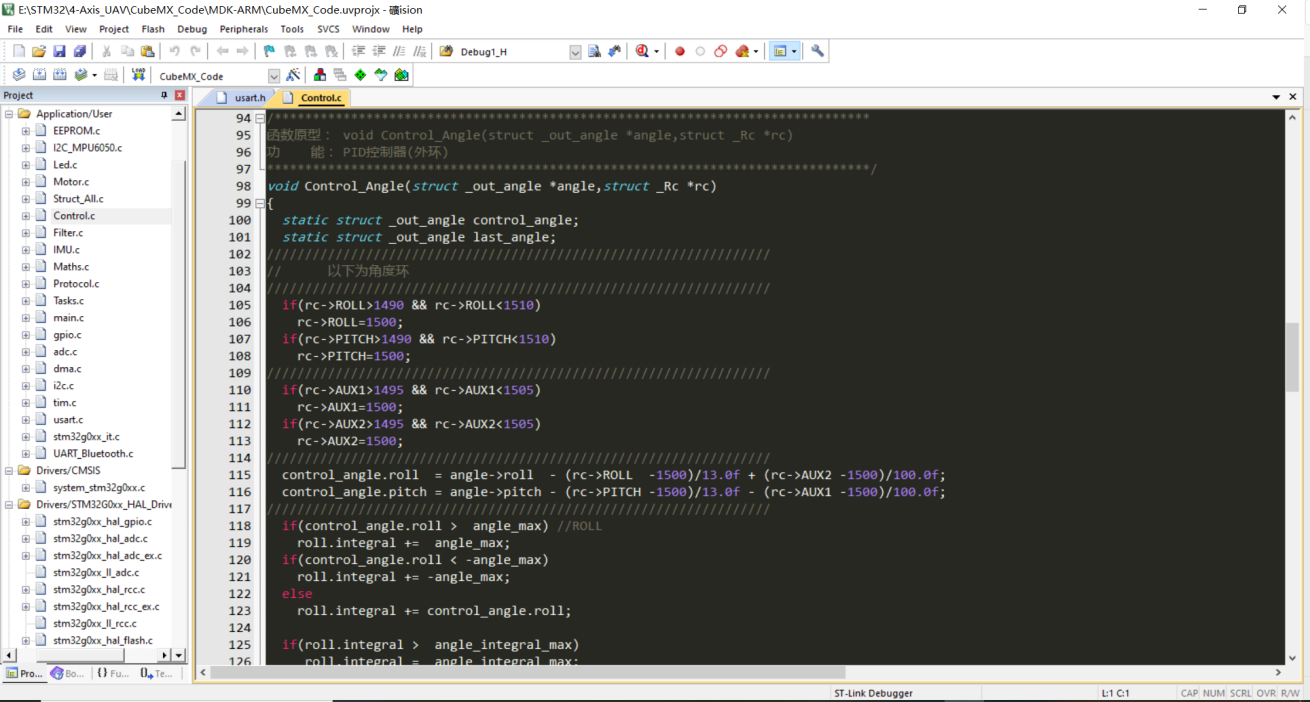 E:\STM32\4-Axis_UAV\CubeMX_Code\MDK-ARM\CubeMX_Code.uvprojx - 礦ision
File Edit View Project Flash Debug Peripherals Tools SVCS Window Help
Debug1_H
LOAD CubeMX_Code
Project
Application/User
EEPROM.c
I2C_MPU6050.c
Led.c
Motor.c
Struct_All.c
Control.c
Filter.c
IMU.c
Maths.c
Protocol.c
Tasks.c
main.c
gpio.c
adc.c
dma.c
i2c.c
tim.c
usart.c
stm32g0xx_it.c
UART_Bluetooth.c
Drivers/CMSIS
system_stm32g0xx.c
Drivers/STM32G0xx_HAL_Drive
stm32g0xx_hal_gpio.c
stm32g0xx_hal_adc.c
stm32g0xx_hal_adc_ex.c
stm32g0xx_ll_adc.c
stm32g0xx_hal_rcc.c
stm32g0xx_hal_rcc_ex.c
stm32g0xx_ll_rcc.c
stm32g0xx_hal_flash.c
Pro... Bo... {} Fu... Te...
usart.h Control.c
94 /******************************************************************************
95 函数原型： void Control_Angle(struct _out_angle *angle,struct _Rc *rc)
96 功    能： PID控制器(外环)
97 *******************************************************************************/
98 void Control_Angle(struct _out_angle *angle,struct _Rc *rc)
99 {
100   static struct _out_angle control_angle;
101   static struct _out_angle last_angle;
102 //////////////////////////////////////////////////////////////////
103 //      以下为角度环
104 //////////////////////////////////////////////////////////////////
105   if(rc->ROLL>1490 && rc->ROLL<1510)
106     rc->ROLL=1500;
107   if(rc->PITCH>1490 && rc->PITCH<1510)
108     rc->PITCH=1500;
109 //////////////////////////////////////////////////////////////////
110   if(rc->AUX1>1495 && rc->AUX1<1505)
111     rc->AUX1=1500;
112   if(rc->AUX2>1495 && rc->AUX2<1505)
113     rc->AUX2=1500;
114 //////////////////////////////////////////////////////////////////
115   control_angle.roll  = angle->roll  - (rc->ROLL  -1500)/13.0f + (rc->AUX2 -1500)/100.0f;
116   control_angle.pitch = angle->pitch - (rc->PITCH -1500)/13.0f - (rc->AUX1 -1500)/100.0f;
117 //////////////////////////////////////////////////////////////////
118   if(control_angle.roll >  angle_max) //ROLL
119     roll.integral +=  angle_max;
120   if(control_angle.roll < -angle_max)
121     roll.integral += -angle_max;
122   else
123     roll.integral += control_angle.roll;
124
125   if(roll.integral >  angle_integral_max)
126     roll.integral =  angle_integral_max;
ST-Link Debugger L:1 C:1 CAP NUM SCRL OVR R/W